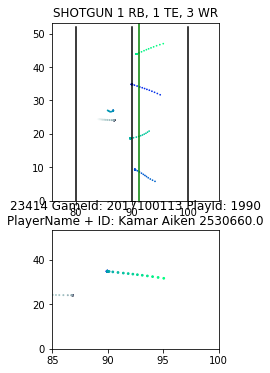 SHOTGUN 1 RB, 1 TE, 3 WR
50
40
30
20
10
0
80 90 100
23414 GameId: 2017100113 PlayId: 1990
PlayerName + ID: Kamar Aiken 2530660.0
40
20
0
85 90 95 100